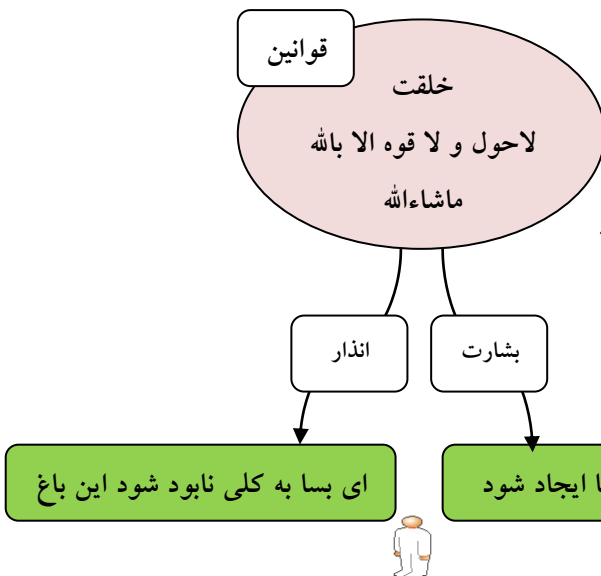 قوانین
خلقت
لاحول و لا قوه الا بالله
ماشاءالله
بشارت
انذار
ایجاد شود
ای بسا به کلی نابود شود این باغ